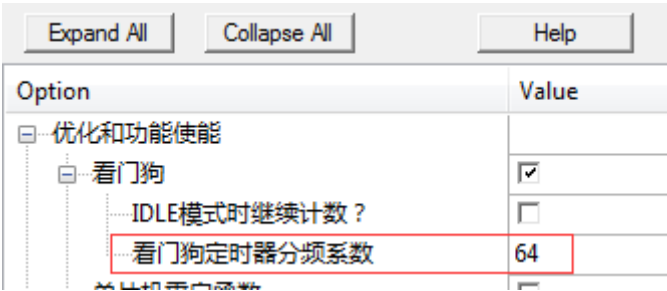 Expand All Collapse All Help
Option Value
优化和功能使能
看门狗
IDLE模式时继续计数？
看门狗定时器分频系数 64